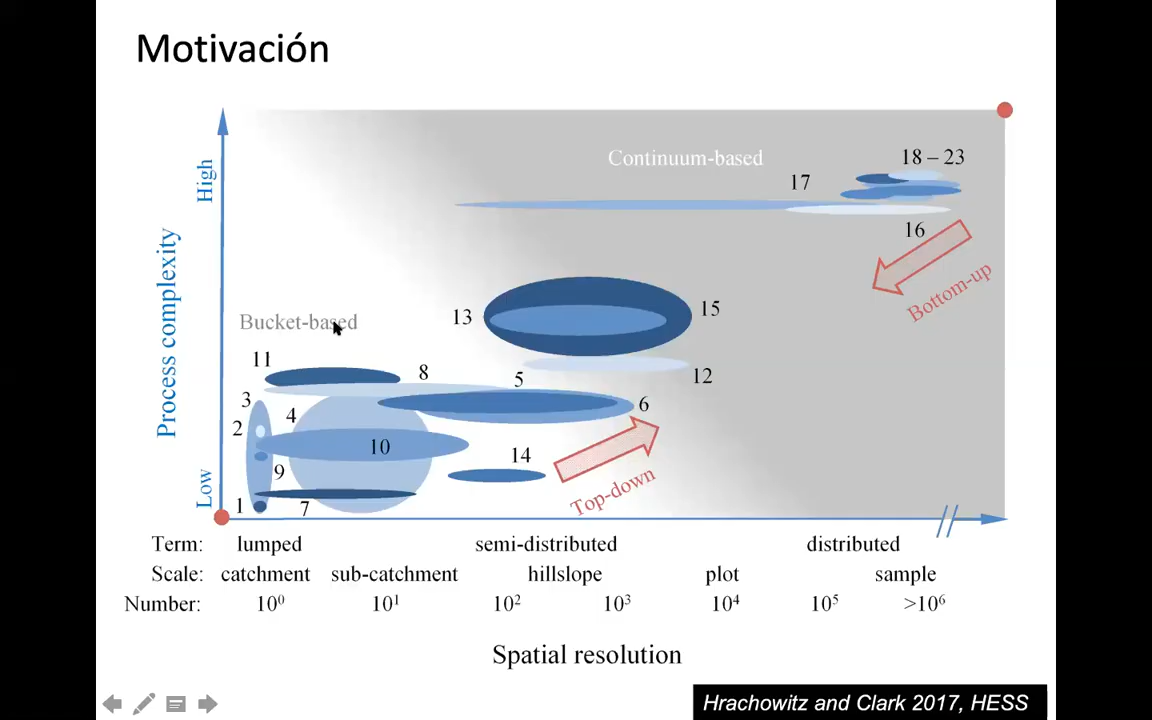 Motivación
Continuum-based
18 – 23
17
16
High
Bottom-up
13
15
Bucket-based
11
8
5
12
3
4
6
2
10
14
9
Top-down
1
7
Low
Process complexity
Term: lumped semi-distributed distributed
Scale: catchment sub-catchment hillslope plot sample
Number: 10⁰ 10¹ 10² 10³ 10⁴ 10⁵ >10⁶
Spatial resolution
Hrachowitz and Clark 2017, HESS